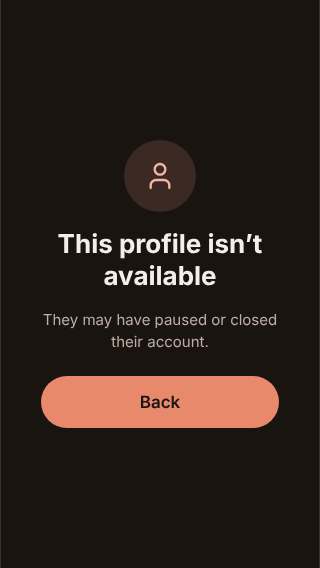 This profile isn’t
available
They may have paused or closed
their account.
Back